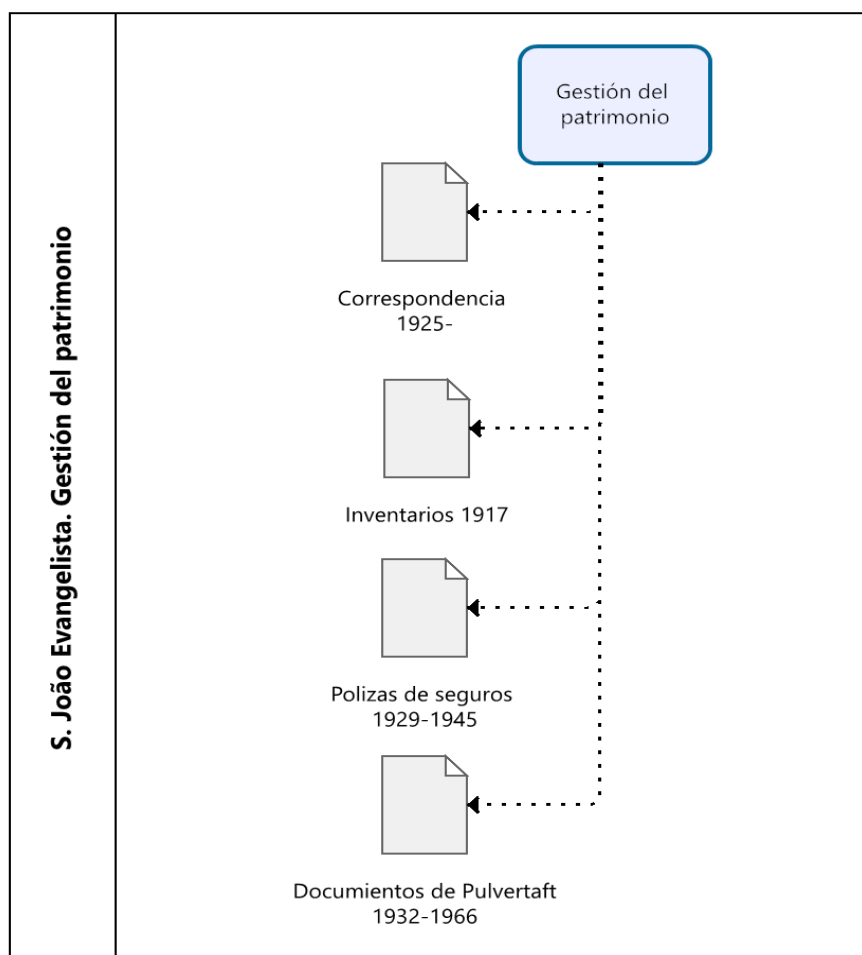 S. João Evangelista. Gestión del patrimonio
Gestión del
patrimonio
Correspondencia
1925-
Inventarios 1917
Polizas de seguros
1929-1945
Documientos de Pulvertaft
1932-1966